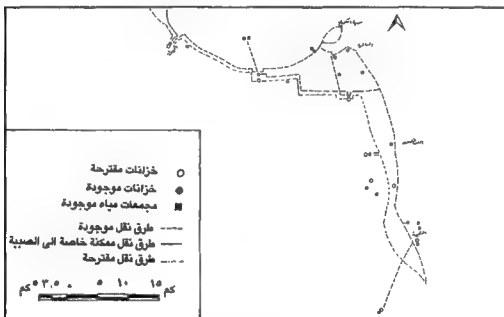 خزانات مقترحة
خزانات موجودة
مجمعات مياه موجودة
طرق نقل موجودة
طرق نقل ممكنة خاصة الى الصبية
طرق نقل مقترحة
كم ١٥ ١٠ ٥ ٠ ٣,٥ ٥ كم